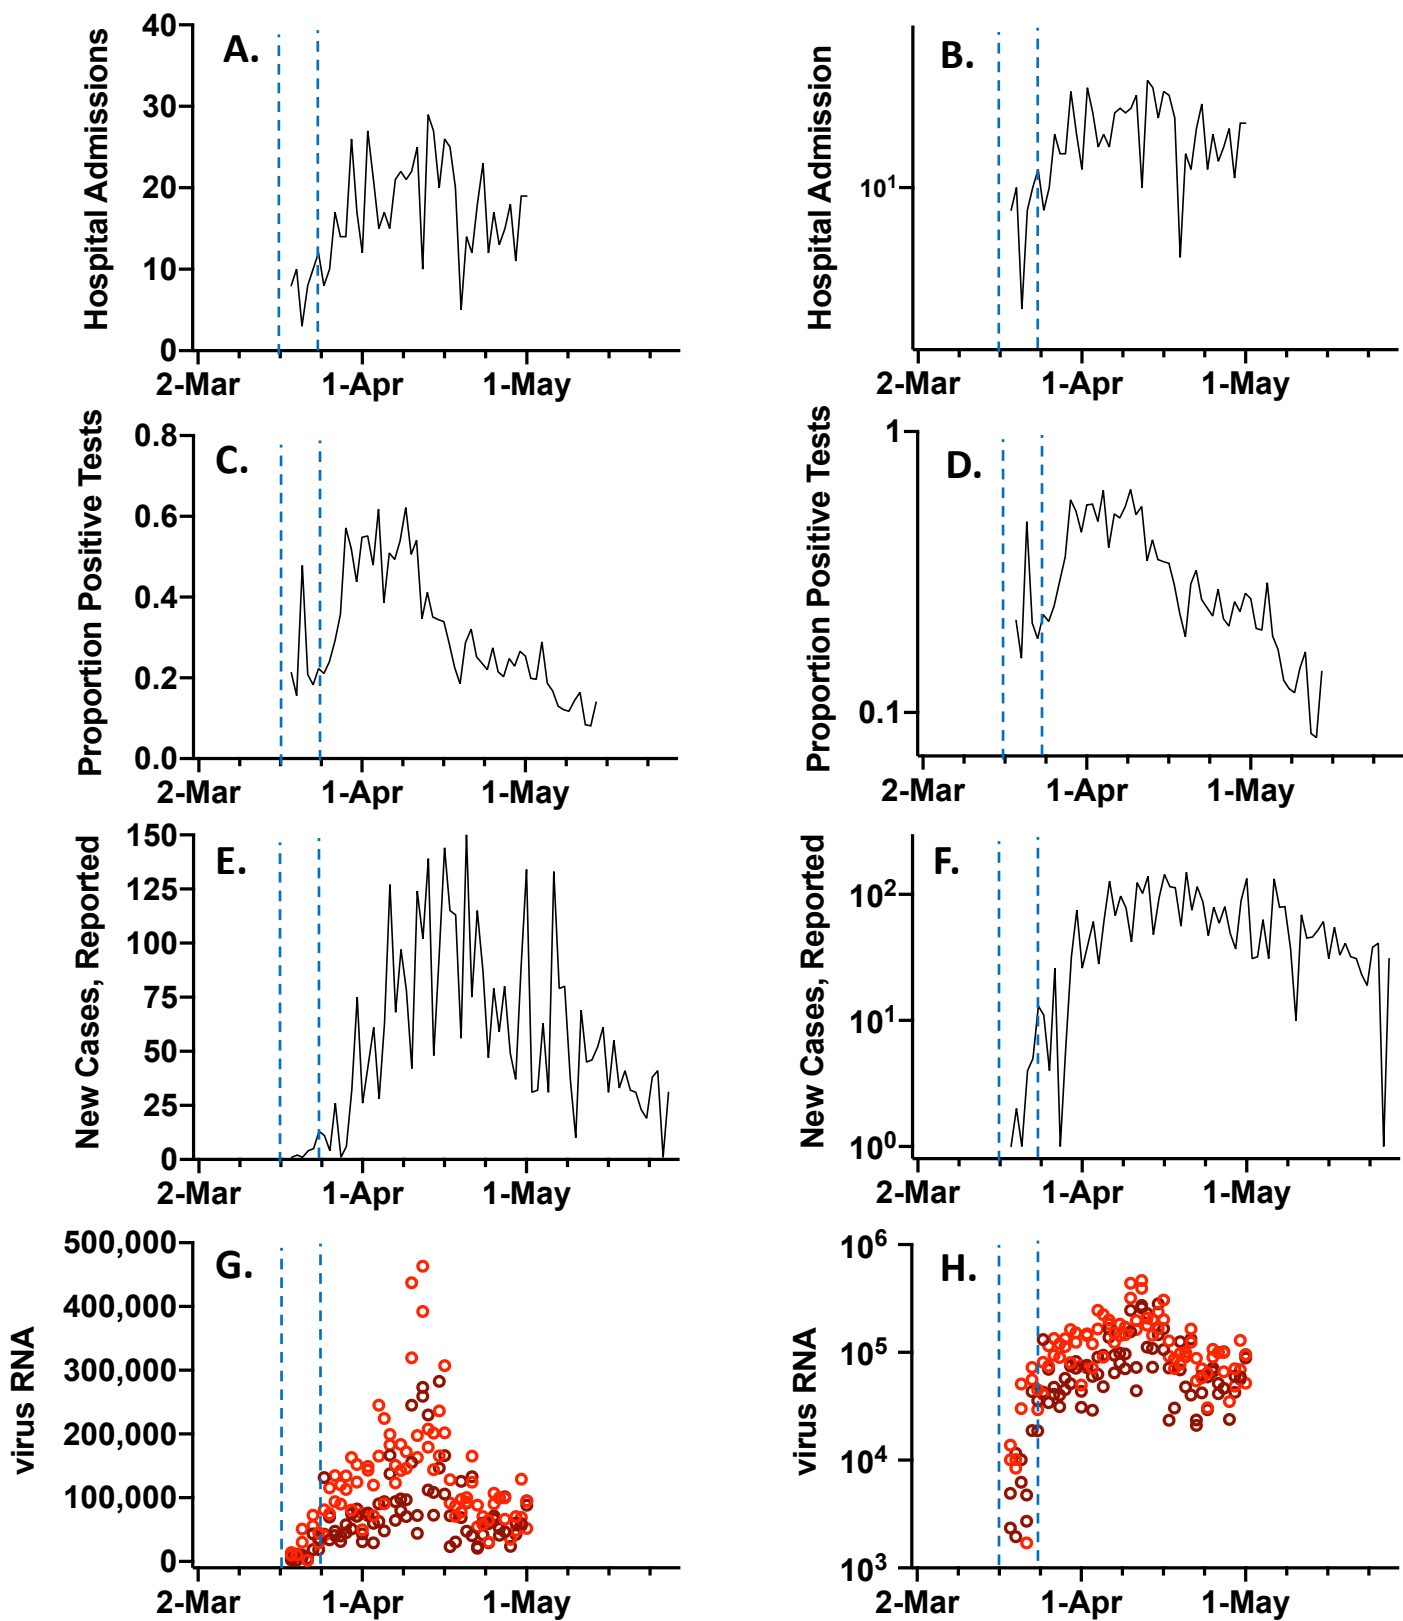 A.
Hospital Admissions
40
30
20
10
0
2-Mar 1-Apr 1-May
B.
Hospital Admission
10¹
2-Mar 1-Apr 1-May
C.
Proportion Positive Tests
0.8
0.6
0.4
0.2
0.0
2-Mar 1-Apr 1-May
D.
Proportion Positive Tests
1
0.1
2-Mar 1-Apr 1-May
E.
New Cases, Reported
150
125
100
75
50
25
0
2-Mar 1-Apr 1-May
F.
New Cases, Reported
10²
10¹
10⁰
2-Mar 1-Apr 1-May
G.
virus RNA
500,000
400,000
300,000
200,000
100,000
0
2-Mar 1-Apr 1-May
H.
virus RNA
10⁶
10⁵
10⁴
10³
2-Mar 1-Apr 1-May